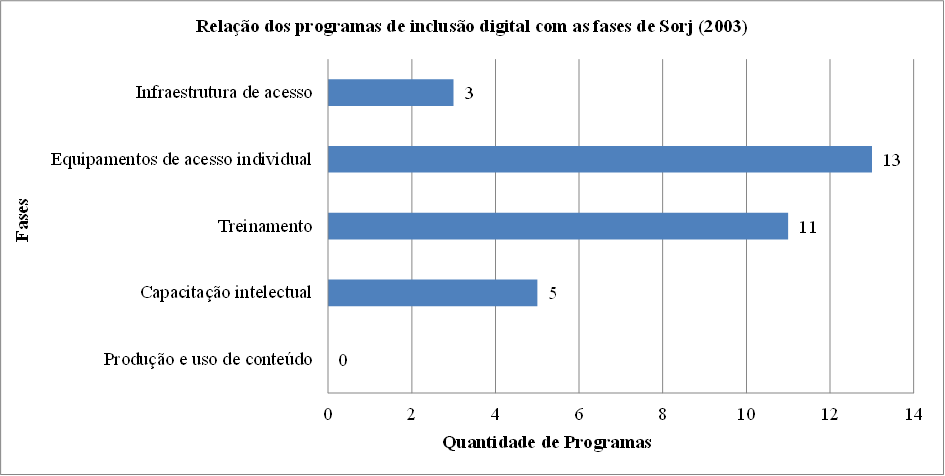 Relação dos programas de inclusão digital com as fases de Sorj (2003)
Infraestrutura de acesso 3
Equipamentos de acesso individual 13
Treinamento 11
Capacitação intelectual 5
Produção e uso de conteúdo 0
Fases
0 2 4 6 8 10 12 14
Quantidade de Programas